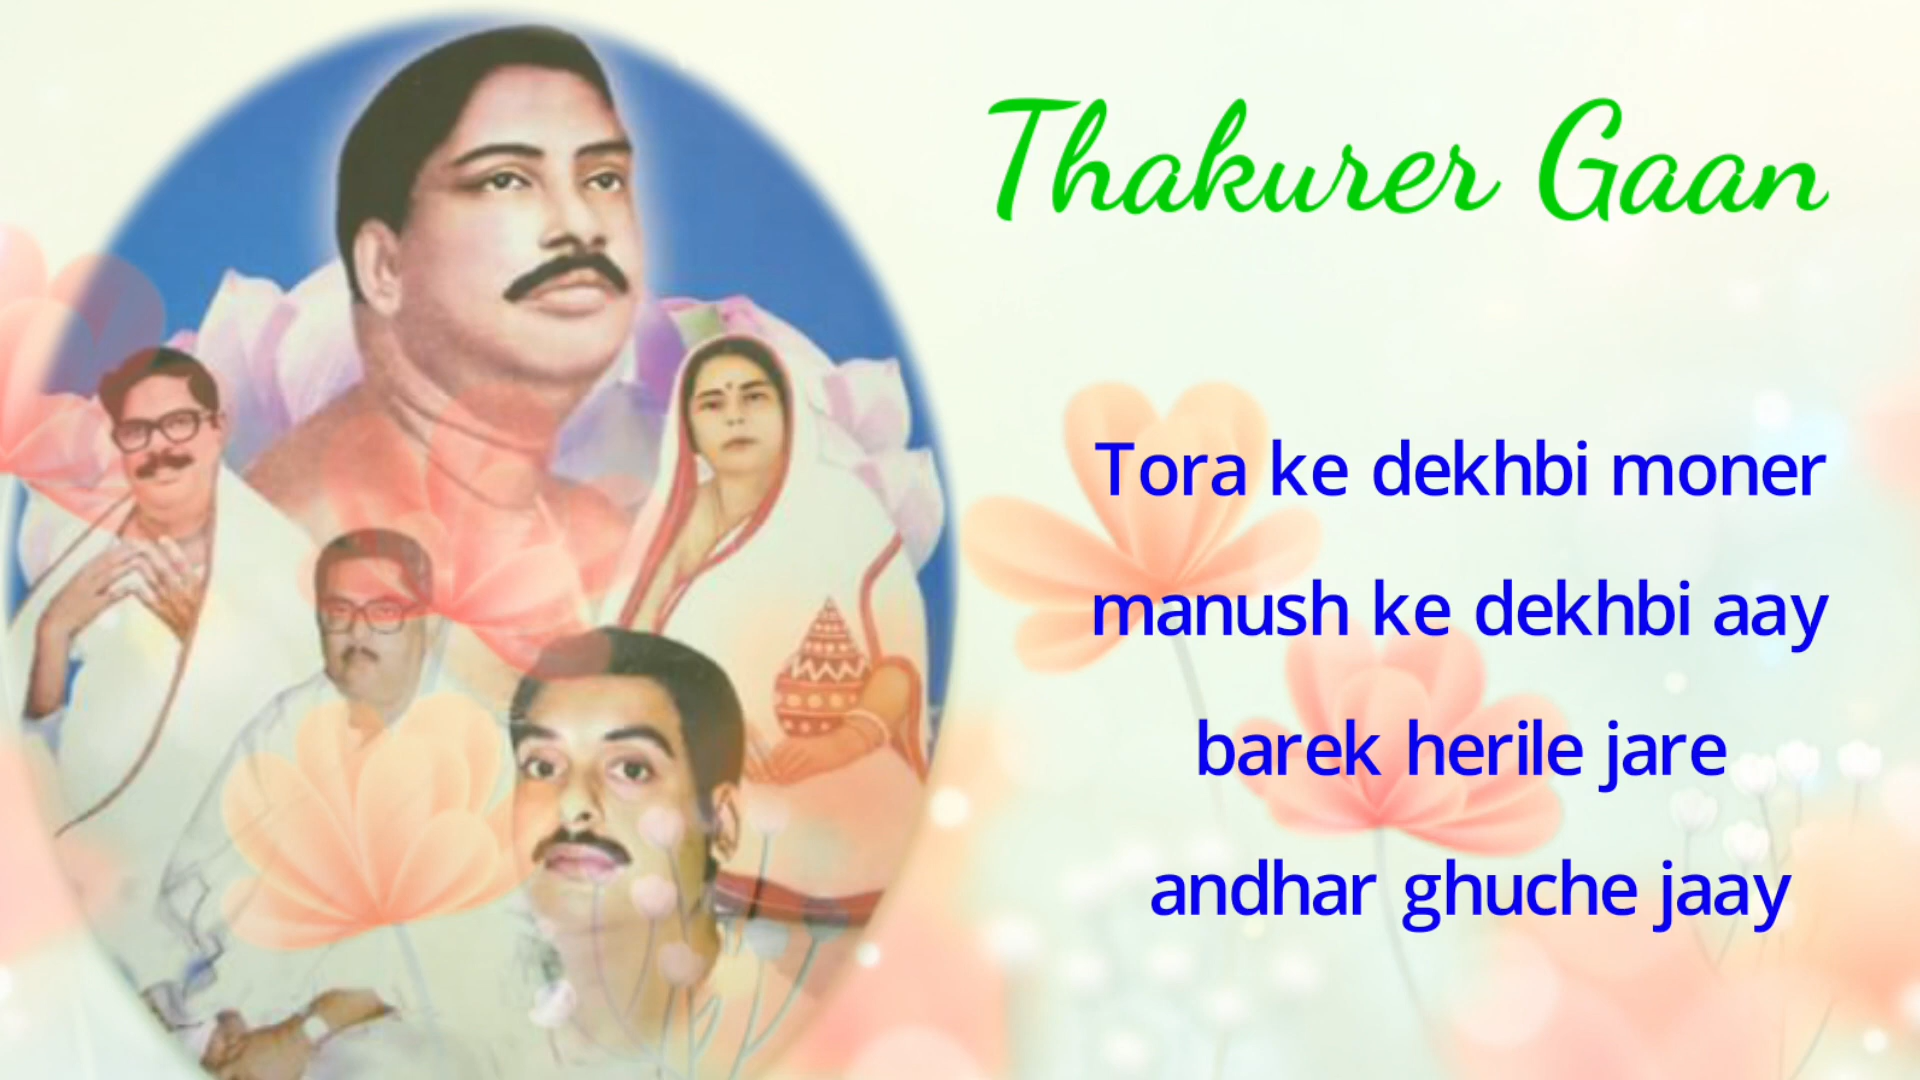 Thakurer Gaan
Tora ke dekhbi moner
manush ke dekhbi aay
barek herile jare
andhar ghuche jaay